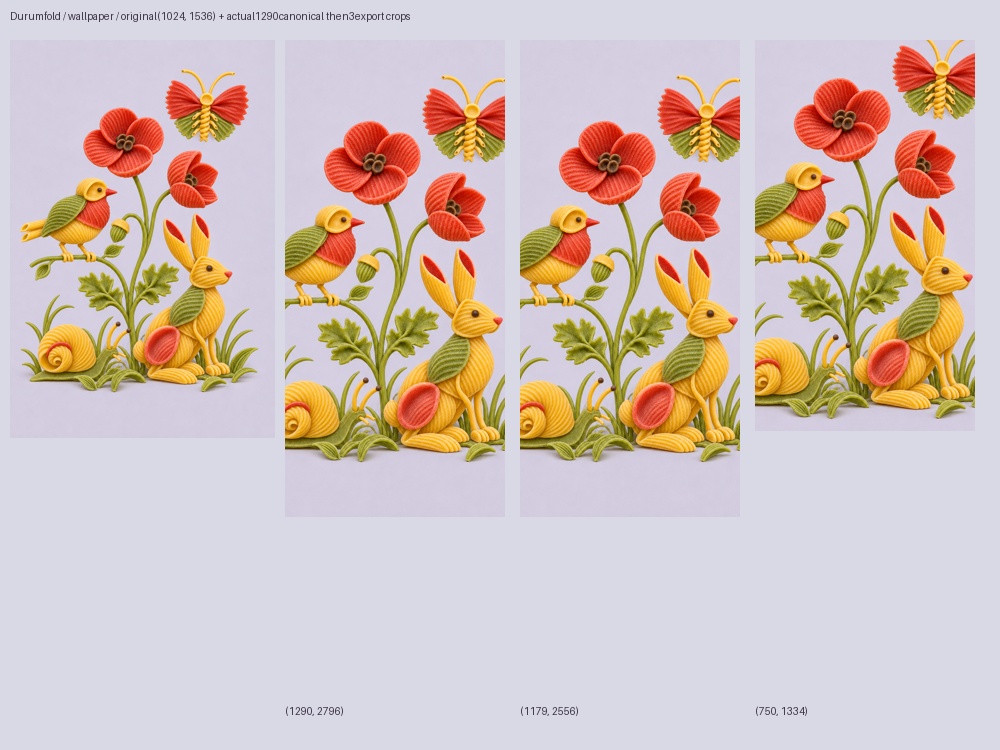 Durumfold / wallpaper / original(1024, 1536) + actual1290canonical then3export crops
(1290, 2796)
(1179, 2556)
(750, 1334)